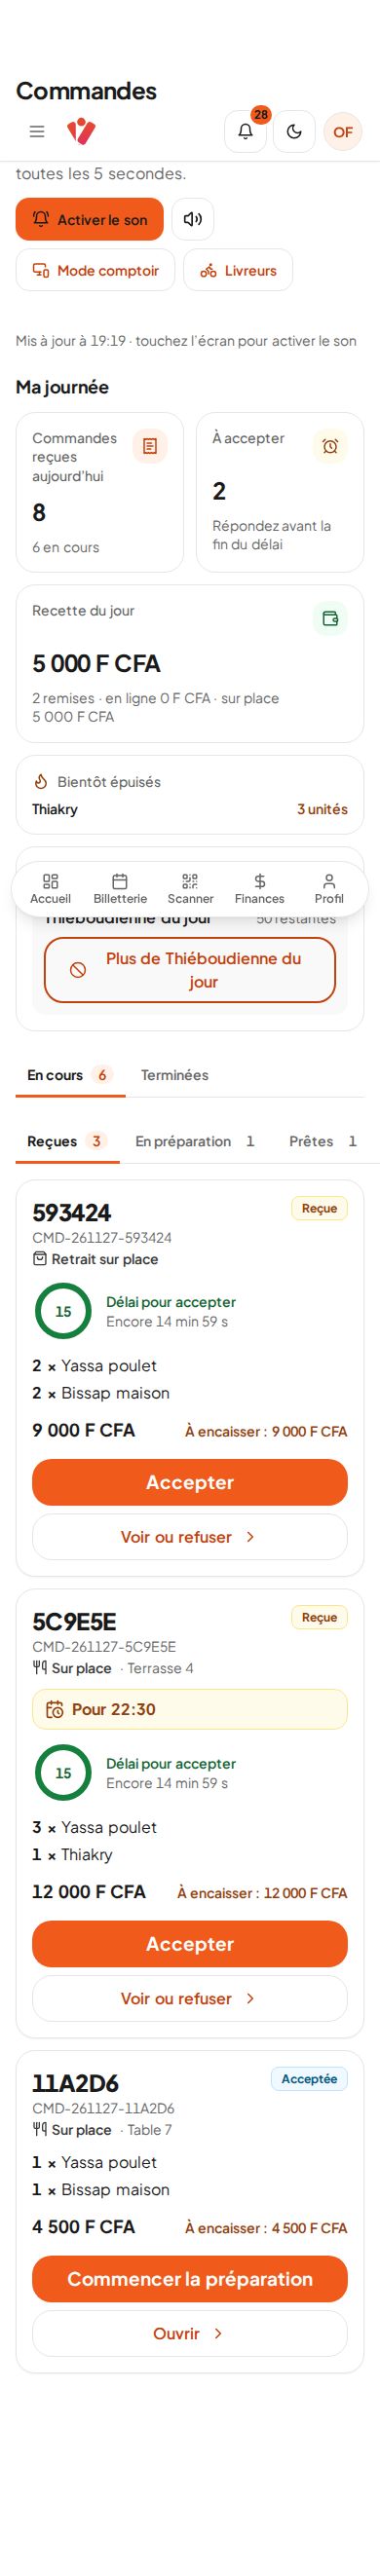 Commandes
28
OF
toutes les 5 secondes.
Activer le son
Mode comptoir
Livreurs
Mis à jour à 19:19 · touchez l'écran pour activer le son
Ma journée
Commandes
reçues
aujourd'hui
8
6 en cours
À accepter
2
Répondez avant la
fin du délai
Recette du jour
5 000 F CFA
2 remises · en ligne 0 F CFA · sur place
5 000 F CFA
Bientôt épuisés
Thiakry
3 unités
Accueil
Billetterie
Scanner
Finances
Profil
Thiéboudienne du jour
50 restantes
Plus de Thiéboudienne du
jour
En cours 6
Terminées
Reçues 3
En préparation 1
Prêtes 1
593424
Reçue
CMD-261127-593424
Retrait sur place
15
Délai pour accepter
Encore 14 min 59 s
2 × Yassa poulet
2 × Bissap maison
9 000 F CFA
À encaisser : 9 000 F CFA
Accepter
Voir ou refuser
5C9E5E
Reçue
CMD-261127-5C9E5E
Sur place · Terrasse 4
Pour 22:30
15
Délai pour accepter
Encore 14 min 59 s
3 × Yassa poulet
1 × Thiakry
12 000 F CFA
À encaisser : 12 000 F CFA
Accepter
Voir ou refuser
11A2D6
Acceptée
CMD-261127-11A2D6
Sur place · Table 7
1 × Yassa poulet
1 × Bissap maison
4 500 F CFA
À encaisser : 4 500 F CFA
Commencer la préparation
Ouvrir